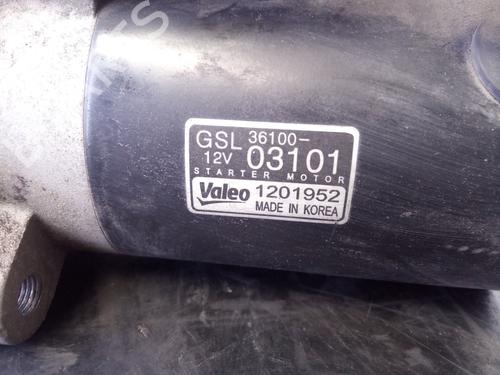 GSL 36100-
12V 03101
STARTER MOTOR
Valeo 1201952
MADE IN KOREA